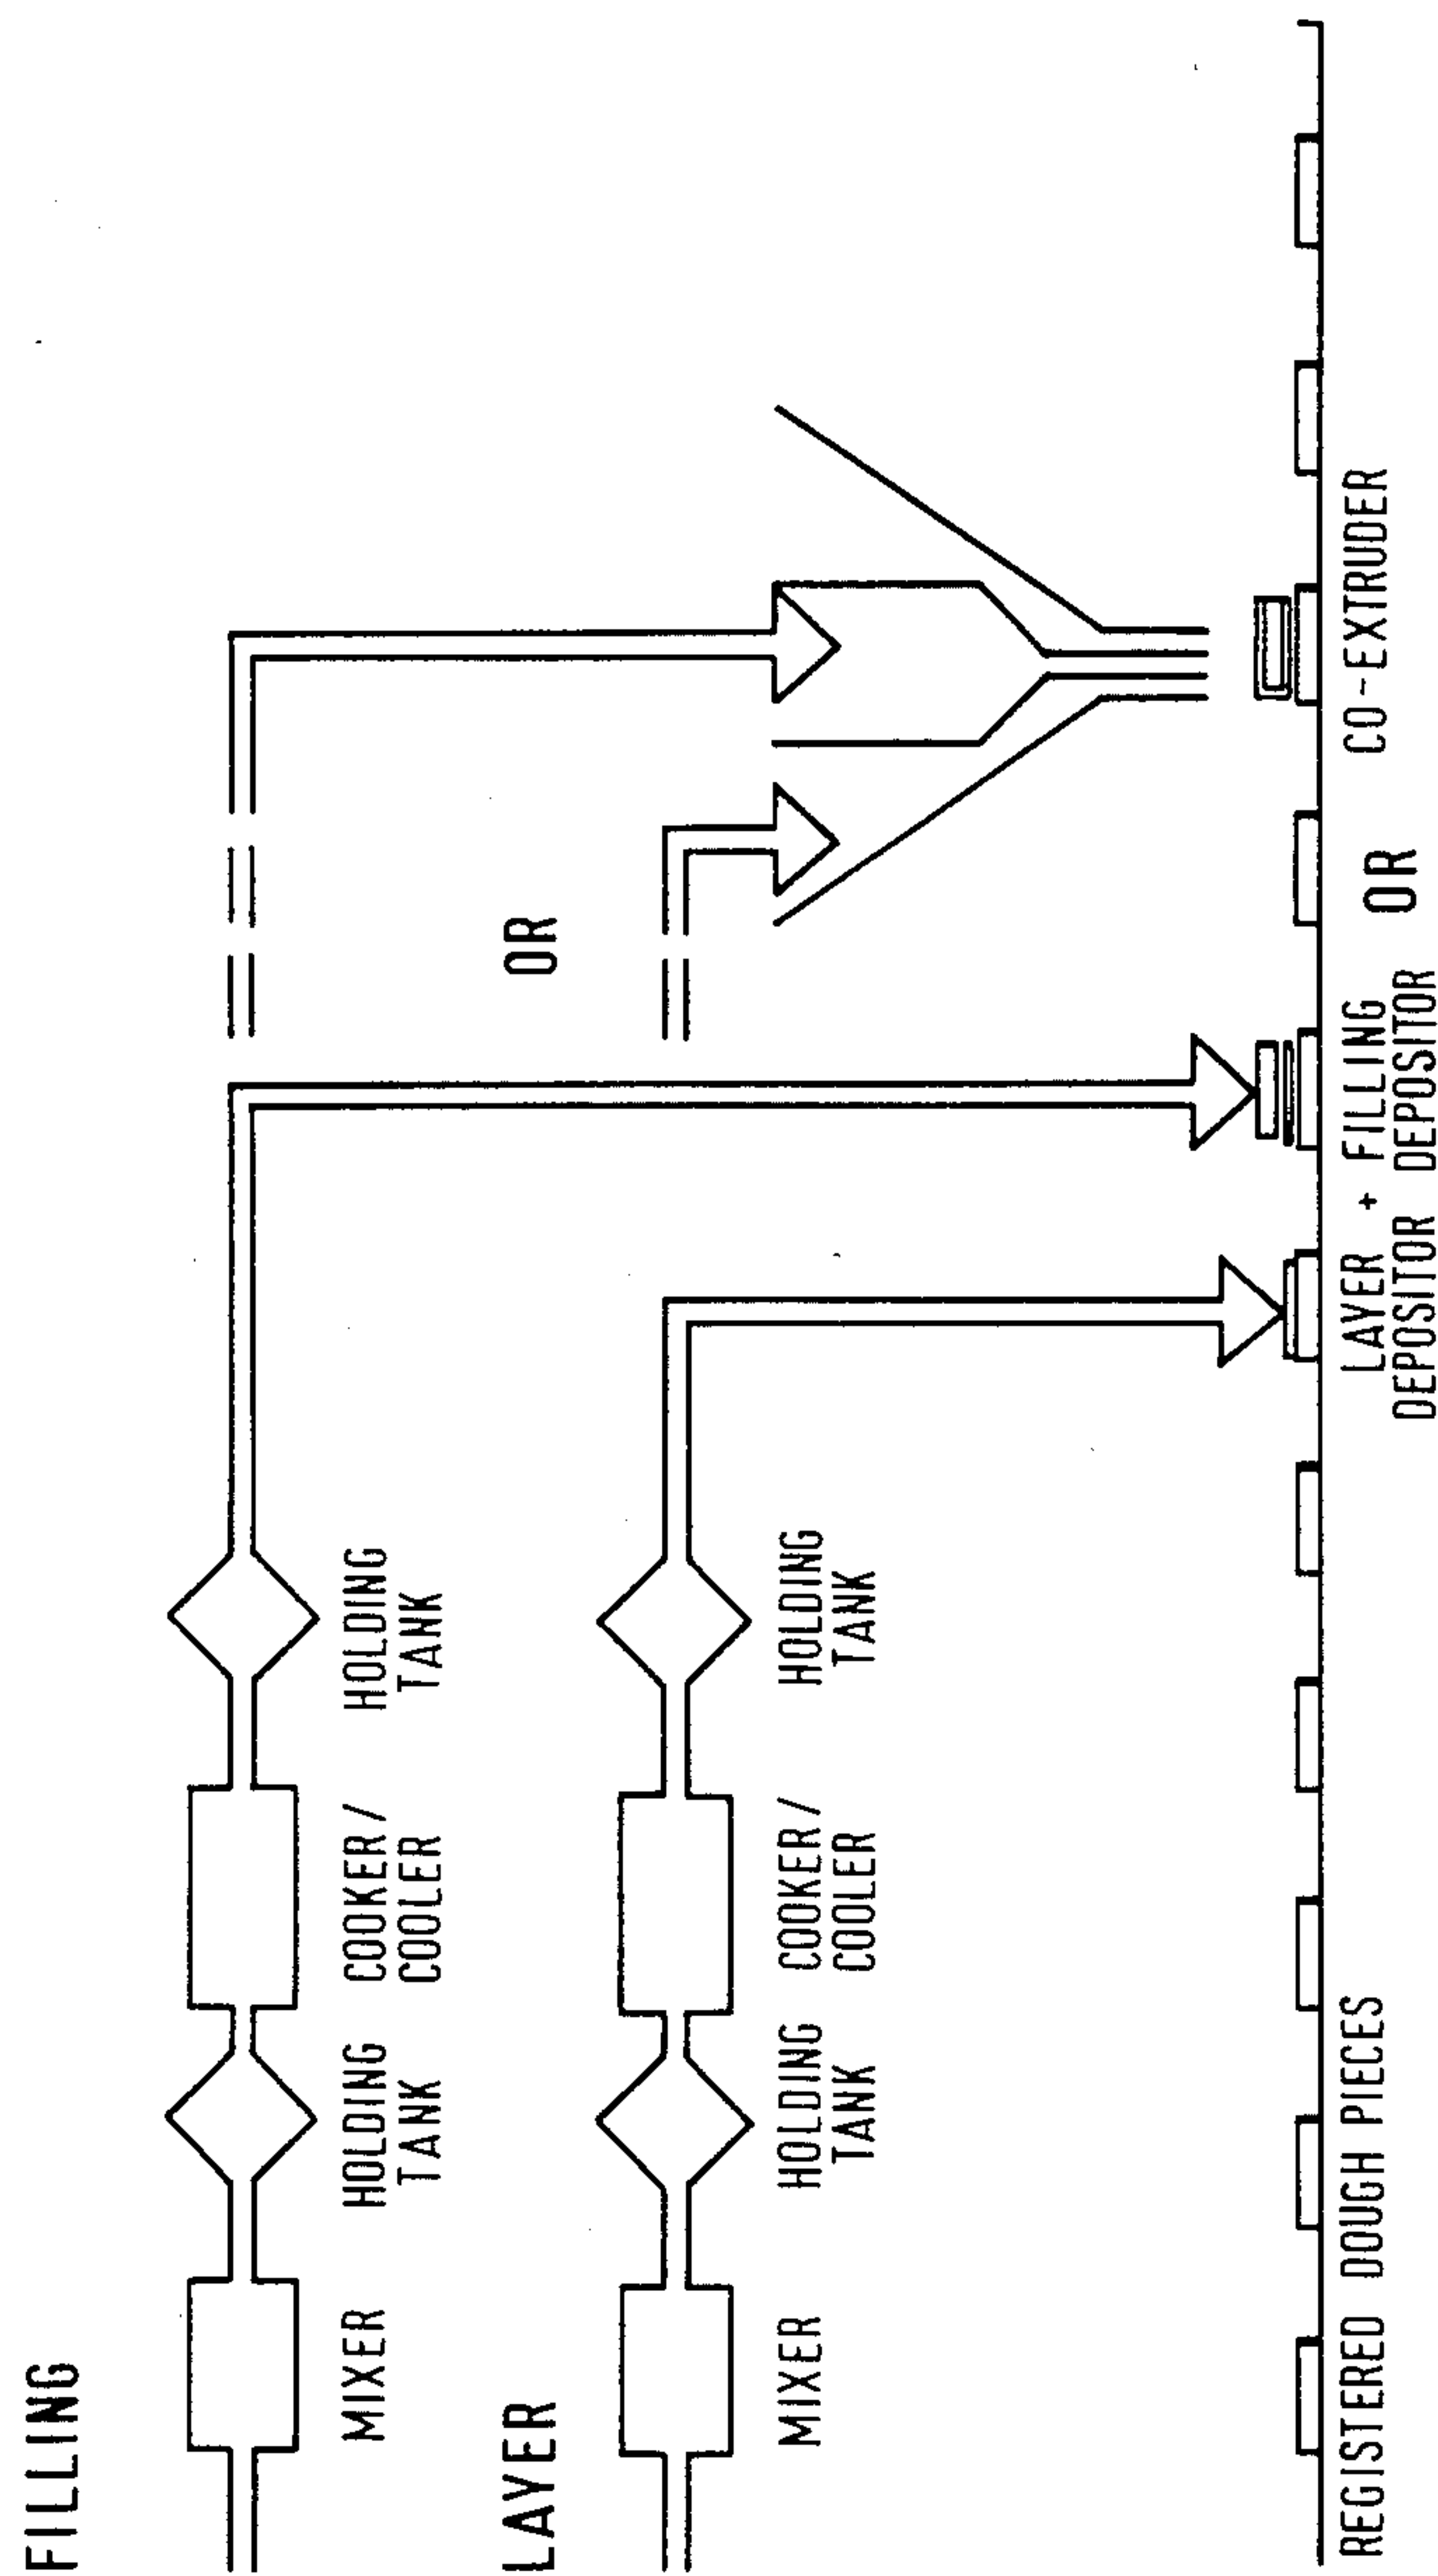 FILLING
MIXER
HOLDING
TANK
COOKER/
COOLER
HOLDING
TANK
LAYER
OR
MIXER
HOLDING
TANK
COOKER/
COOLER
HOLDING
TANK
REGISTERED DOUGH PIECES
LAYER + FILLING
DEPOSITOR DEPOSITOR
OR
CO-EXTRUDER